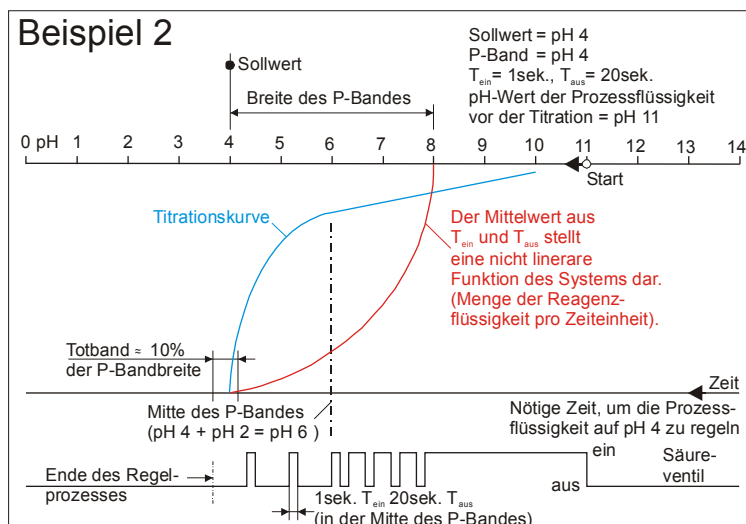 Beispiel 2
Sollwert = pH 4
P-Band = pH 4
Tein= 1sek., Taus= 20sek.
pH-Wert der Prozessflüssigkeit
vor der Titration = pH 11
Sollwert
Breite des P-Bandes
0 pH 1 2 3 4 5 6 7 8 9 10 11 12 13 14
Start
Titrationskurve
Der Mittelwert aus
Tein und Taus stellt
eine nicht linerare
Funktion des Systems dar.
(Menge der Reagenz-
flüssigkeit pro Zeiteinheit).
Totband ≈ 10%
der P-Bandbreite
Zeit
Mitte des P-Bandes
(pH 4 + pH 2 = pH 6 )
Nötige Zeit, um die Prozess-
flüssigkeit auf pH 4 zu regeln
ein
Säure-
ventil
aus
Ende des Regel-
prozesses
1sek. Tein 20sek. Taus
(in der Mitte des P-Bandes)